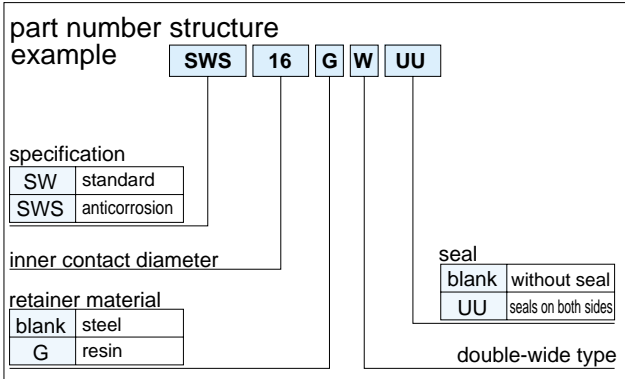 part number structure
example SWS 16 G W UU
specification
SW standard
SWS anticorrosion
inner contact diameter
retainer material
blank steel
G resin
seal
blank without seal
UU seals on both sides
double-wide type